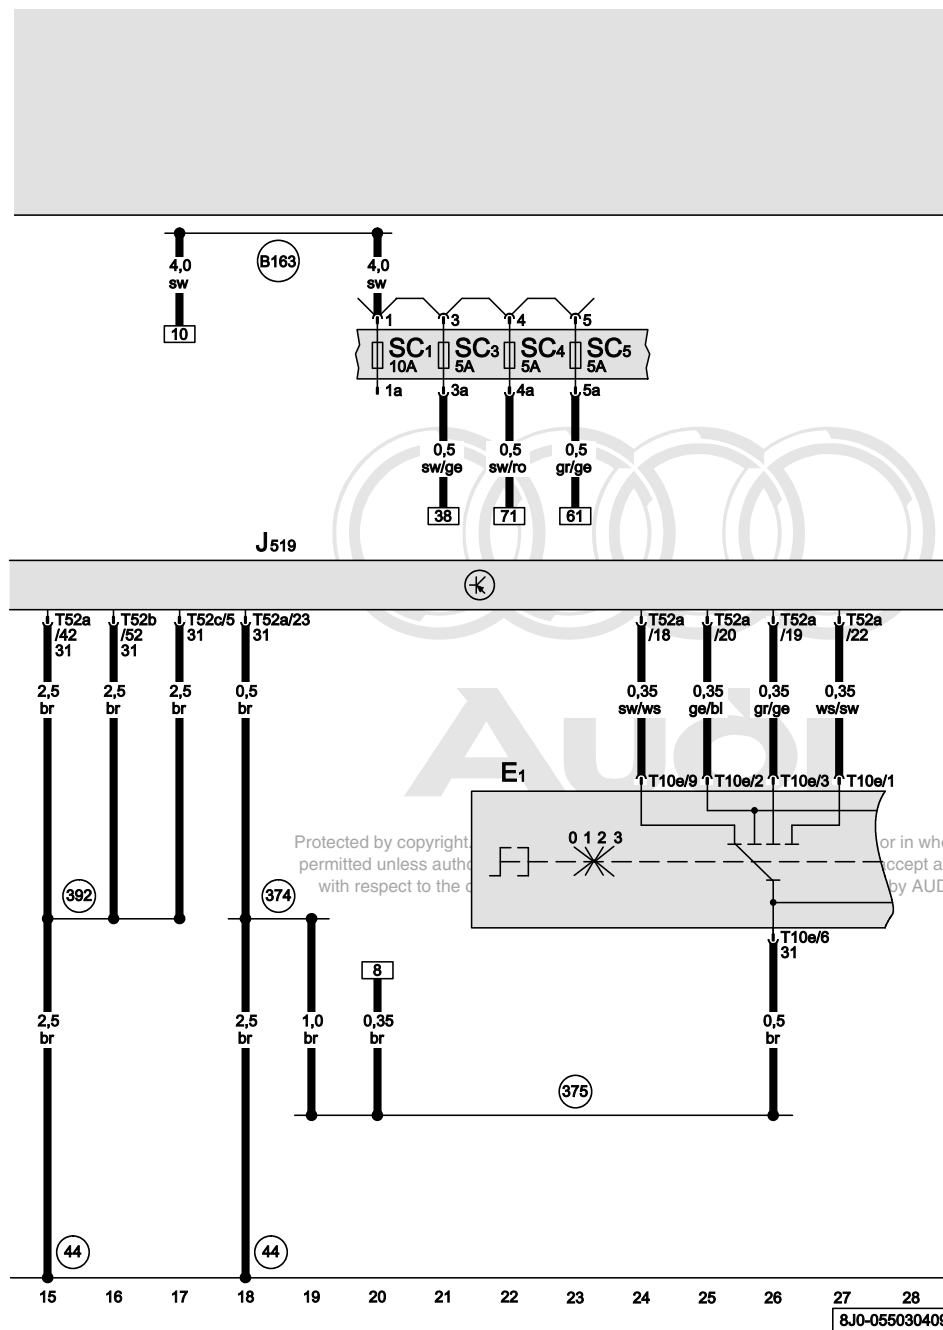 B163
4,0 4,0
sw sw
10
1 3 4 5
SC1 SC3 SC4 SC5
10A 5A 5A 5A
1a 3a 4a 5a
0,5 0,5 0,5
sw/ge sw/ro gr/ge
38 71 61
J519
T52a T52b T52c/5 T52a/23 T52a T52a T52a T52a
/42 /52 31 31 /18 /20 /19 /22
31 31
2,5 2,5 2,5 0,5 0,35 0,35 0,35 0,35
br br br br sw/ws ge/bl gr/ge ws/sw
Audi
E1
T10e/9 T10e/2 T10e/3 T10e/1
0 1 2 3
Protected by copyright. or in who
permitted unless autho ccept a
with respect to the c by AUD
392 374
T10e/6
31
8
2,5 2,5 1,0 0,35 0,5
br br br br br
375
44 44
15 16 17 18 19 20 21 22 23 24 25 26 27 28
8J0-055030409